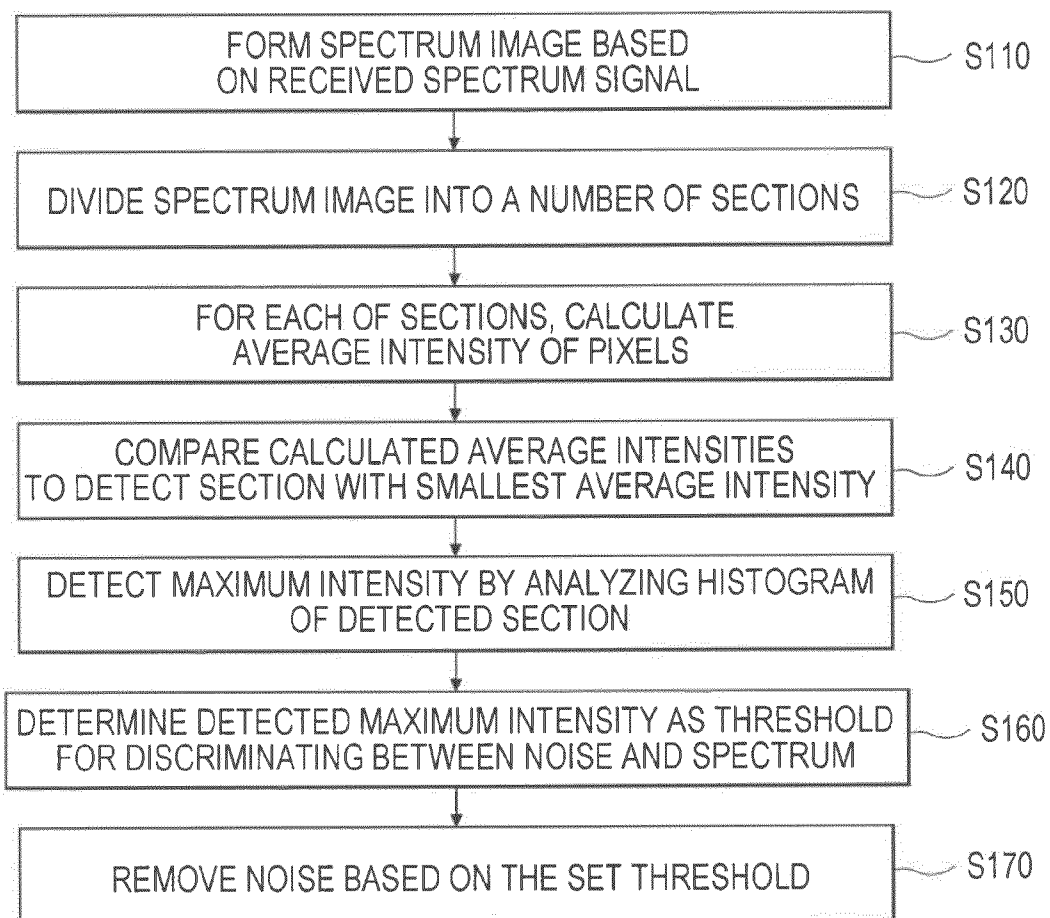 FORM SPECTRUM IMAGE BASED
ON RECEIVED SPECTRUM SIGNAL
S110
DIVIDE SPECTRUM IMAGE INTO A NUMBER OF SECTIONS
S120
FOR EACH OF SECTIONS, CALCULATE
AVERAGE INTENSITY OF PIXELS
S130
COMPARE CALCULATED AVERAGE INTENSITIES
TO DETECT SECTION WITH SMALLEST AVERAGE INTENSITY
S140
DETECT MAXIMUM INTENSITY BY ANALYZING HISTOGRAM
OF DETECTED SECTION
S150
DETERMINE DETECTED MAXIMUM INTENSITY AS THRESHOLD
FOR DISCRIMINATING BETWEEN NOISE AND SPECTRUM
S160
REMOVE NOISE BASED ON THE SET THRESHOLD
S170